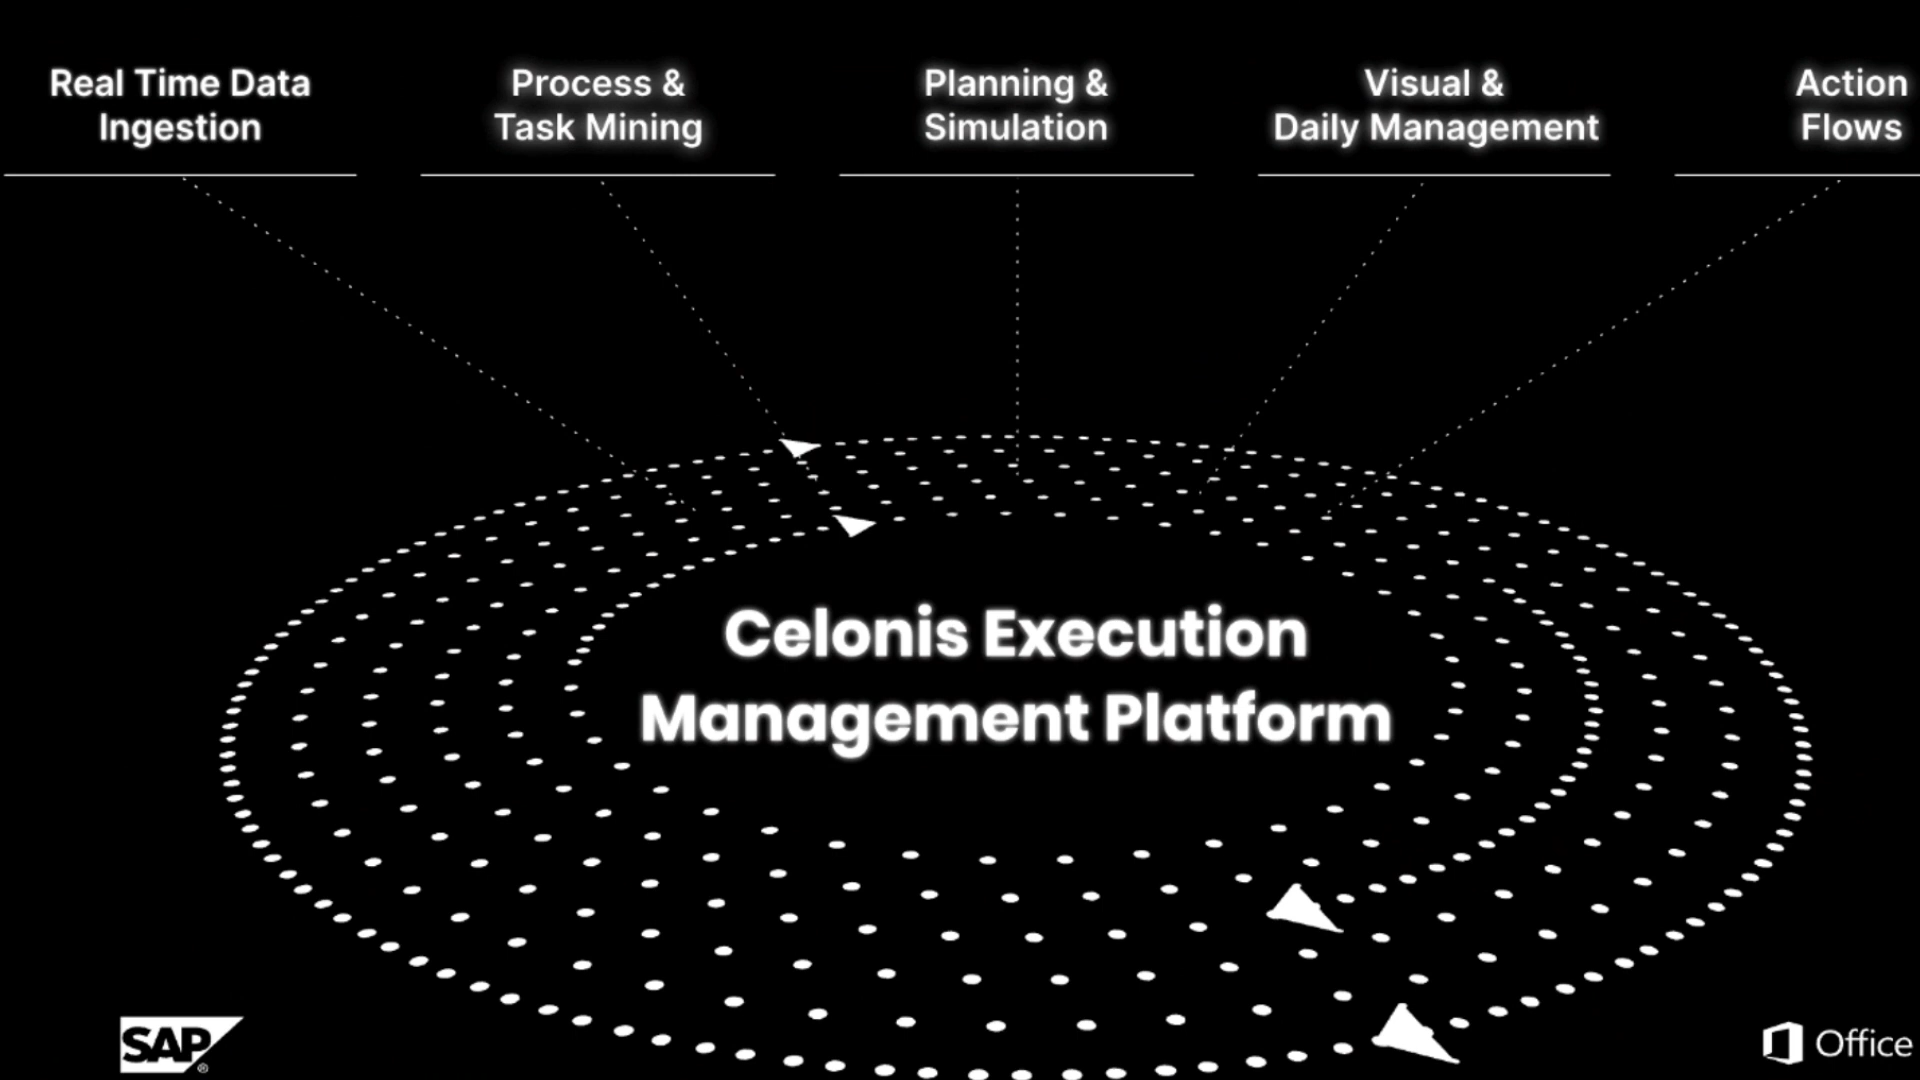 Real Time Data
Ingestion
Process &
Task Mining
Planning &
Simulation
Visual &
Daily Management
Action
Flows
Celonis Execution
Management Platform
SAP®
Office